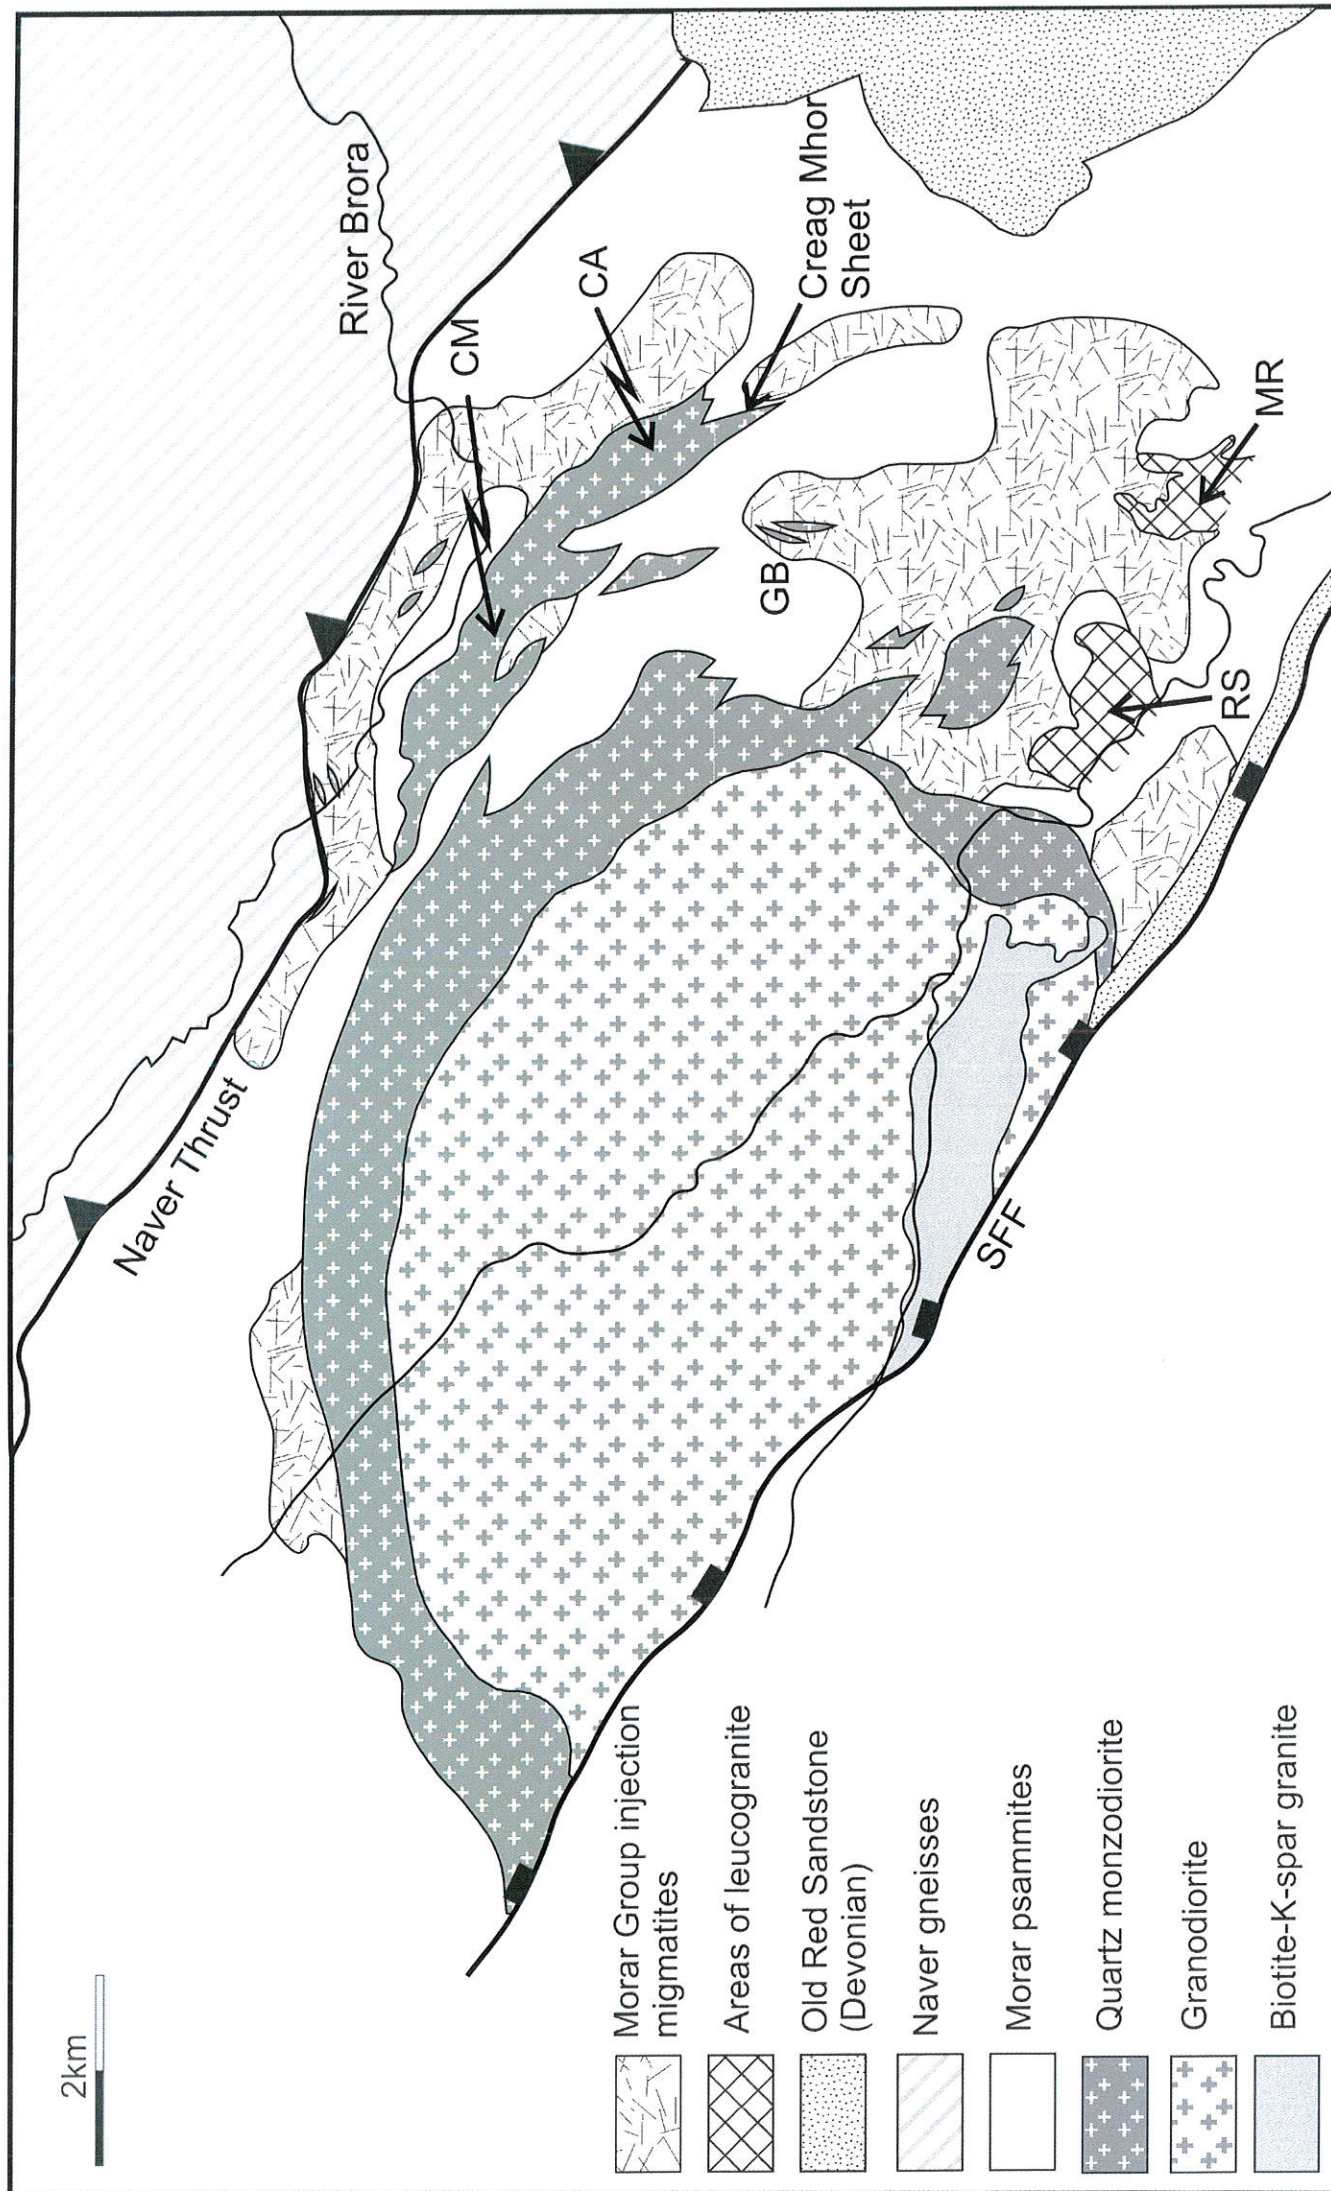 2km
Naver Thrust
River Brora
CM
CA
Creag Mhor
Sheet
GB
MR
RS
SFF
Morar Group injection
migmatites
Areas of leucogranite
Old Red Sandstone
(Devonian)
Naver gneisses
Morar psammites
Quartz monzodiorite
Granodiorite
Biotite-K-spar granite